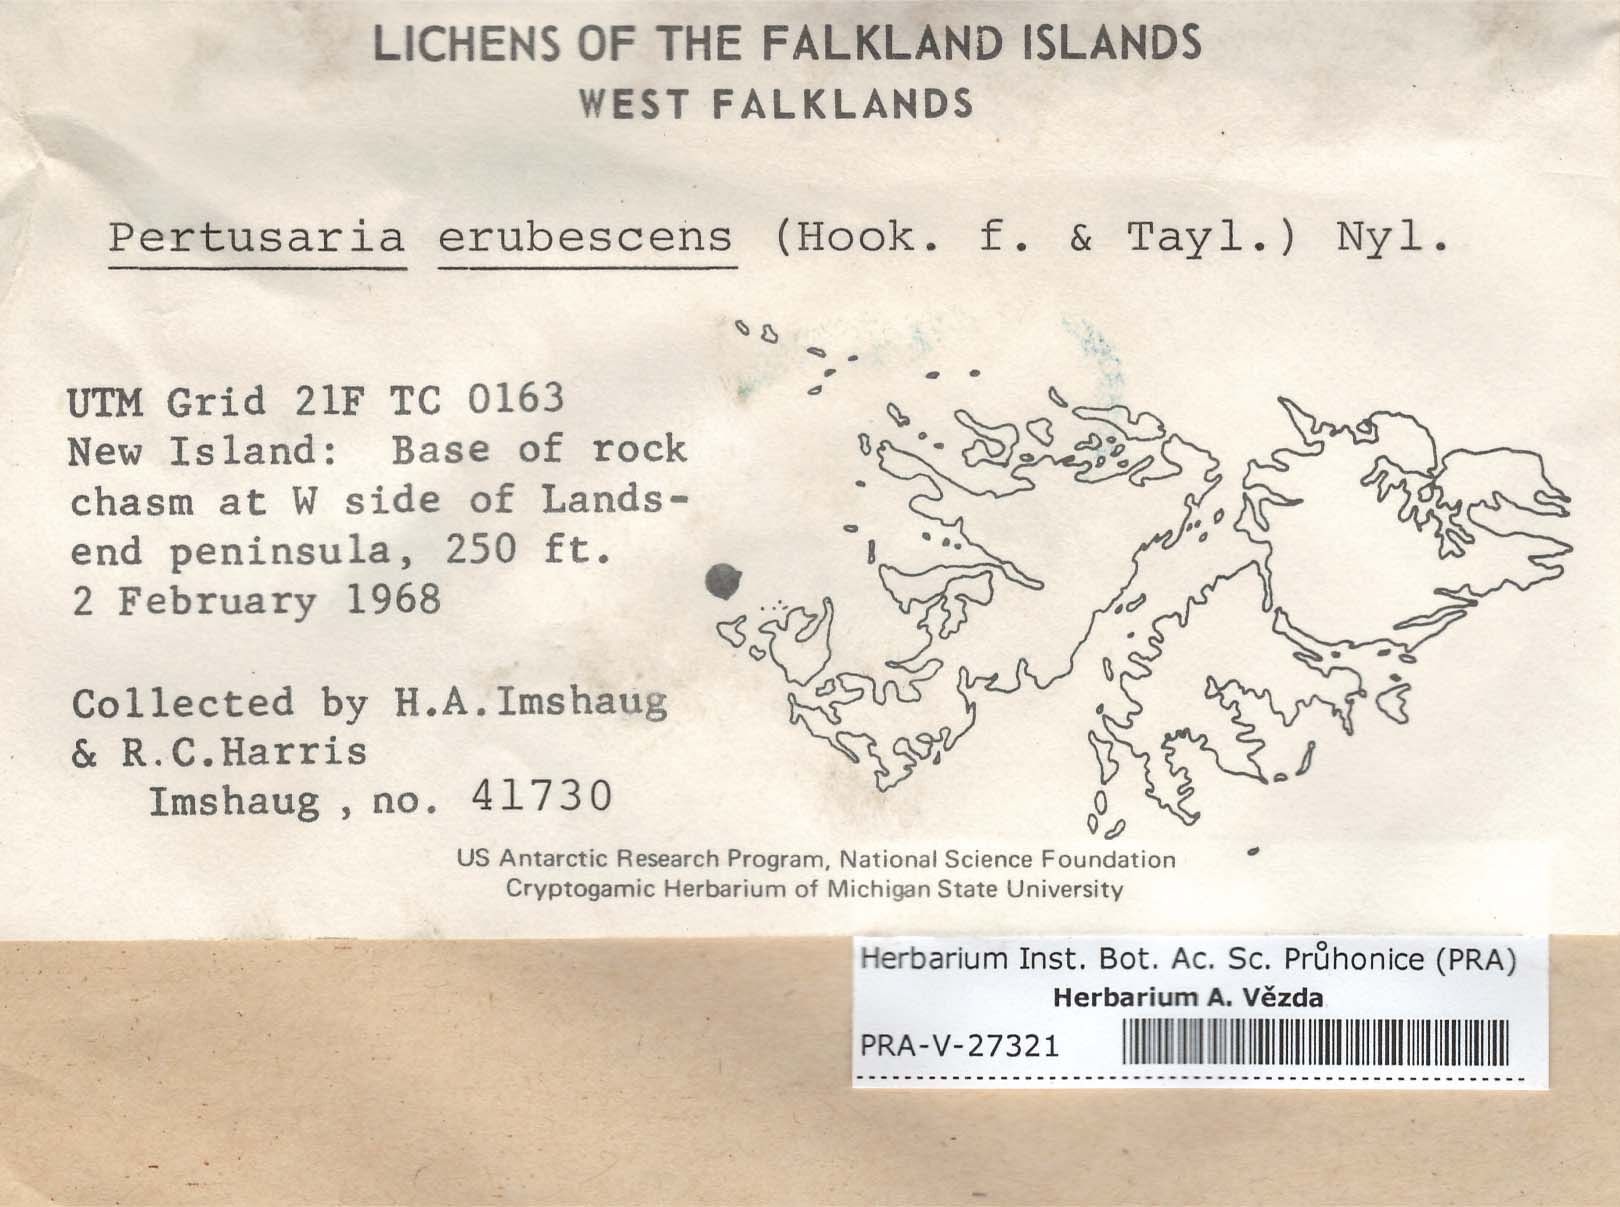 LICHENS OF THE FALKLAND ISLANDS
WEST FALKLANDS
Pertusaria erubescens (Hook. f. & Tayl.) Nyl.
UTM Grid 21F TC 0163
New Island: Base of rock
chasm at W side of Lands-
end peninsula, 250 ft.
2 February 1968
Collected by H.A.Imshaug
& R.C.Harris
Imshaug , no. 41730
US Antarctic Research Program, National Science Foundation
Cryptogamic Herbarium of Michigan State University
Herbarium Inst. Bot. Ac. Sc. Průhonice (PRA)
Herbarium A. Vězda
PRA-V-27321